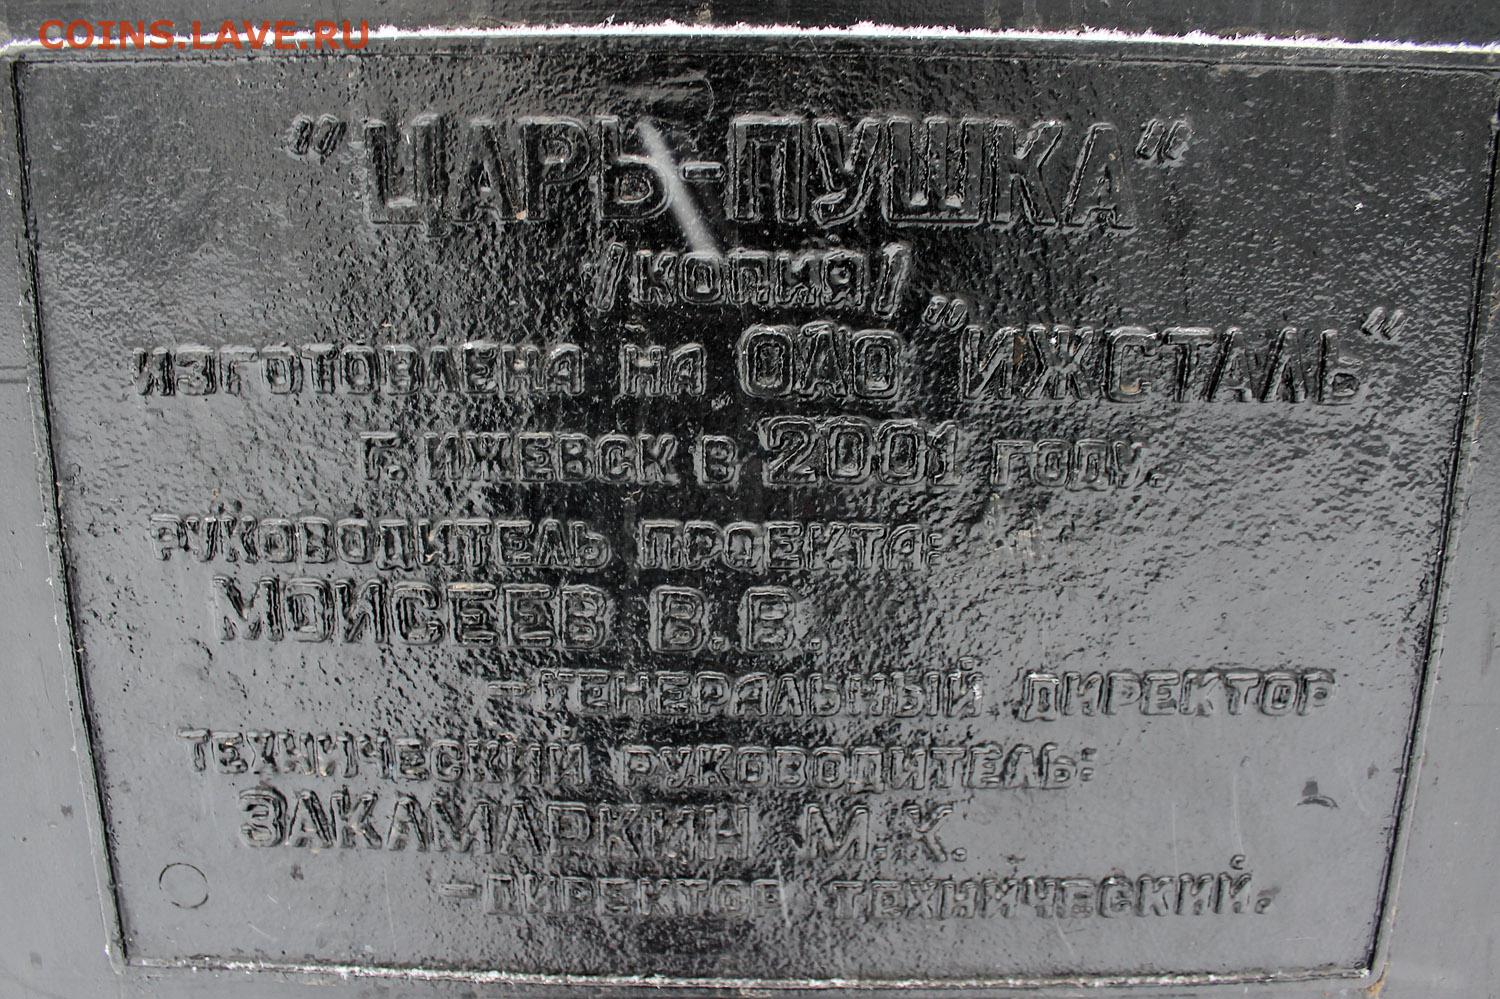 COINS.LAVE.RU
"ЦАРЬ-ПУШКА"
/КОПИЯ/
ИЗГОТОВЛЕНА НА ОАО "ИЖСТАЛЬ"
Г. ИЖЕВСК В 2001 ГОДУ.
РУКОВОДИТЕЛЬ ПРОЕКТА:
МОИСЕЕВ В.В.
-ГЕНЕРАЛЬНЫЙ ДИРЕКТОР
ТЕХНИЧЕСКИЙ РУКОВОДИТЕЛЬ:
ЗАКАМАРКИН М.К.
-ДИРЕКТОР ТЕХНИЧЕСКИЙ.